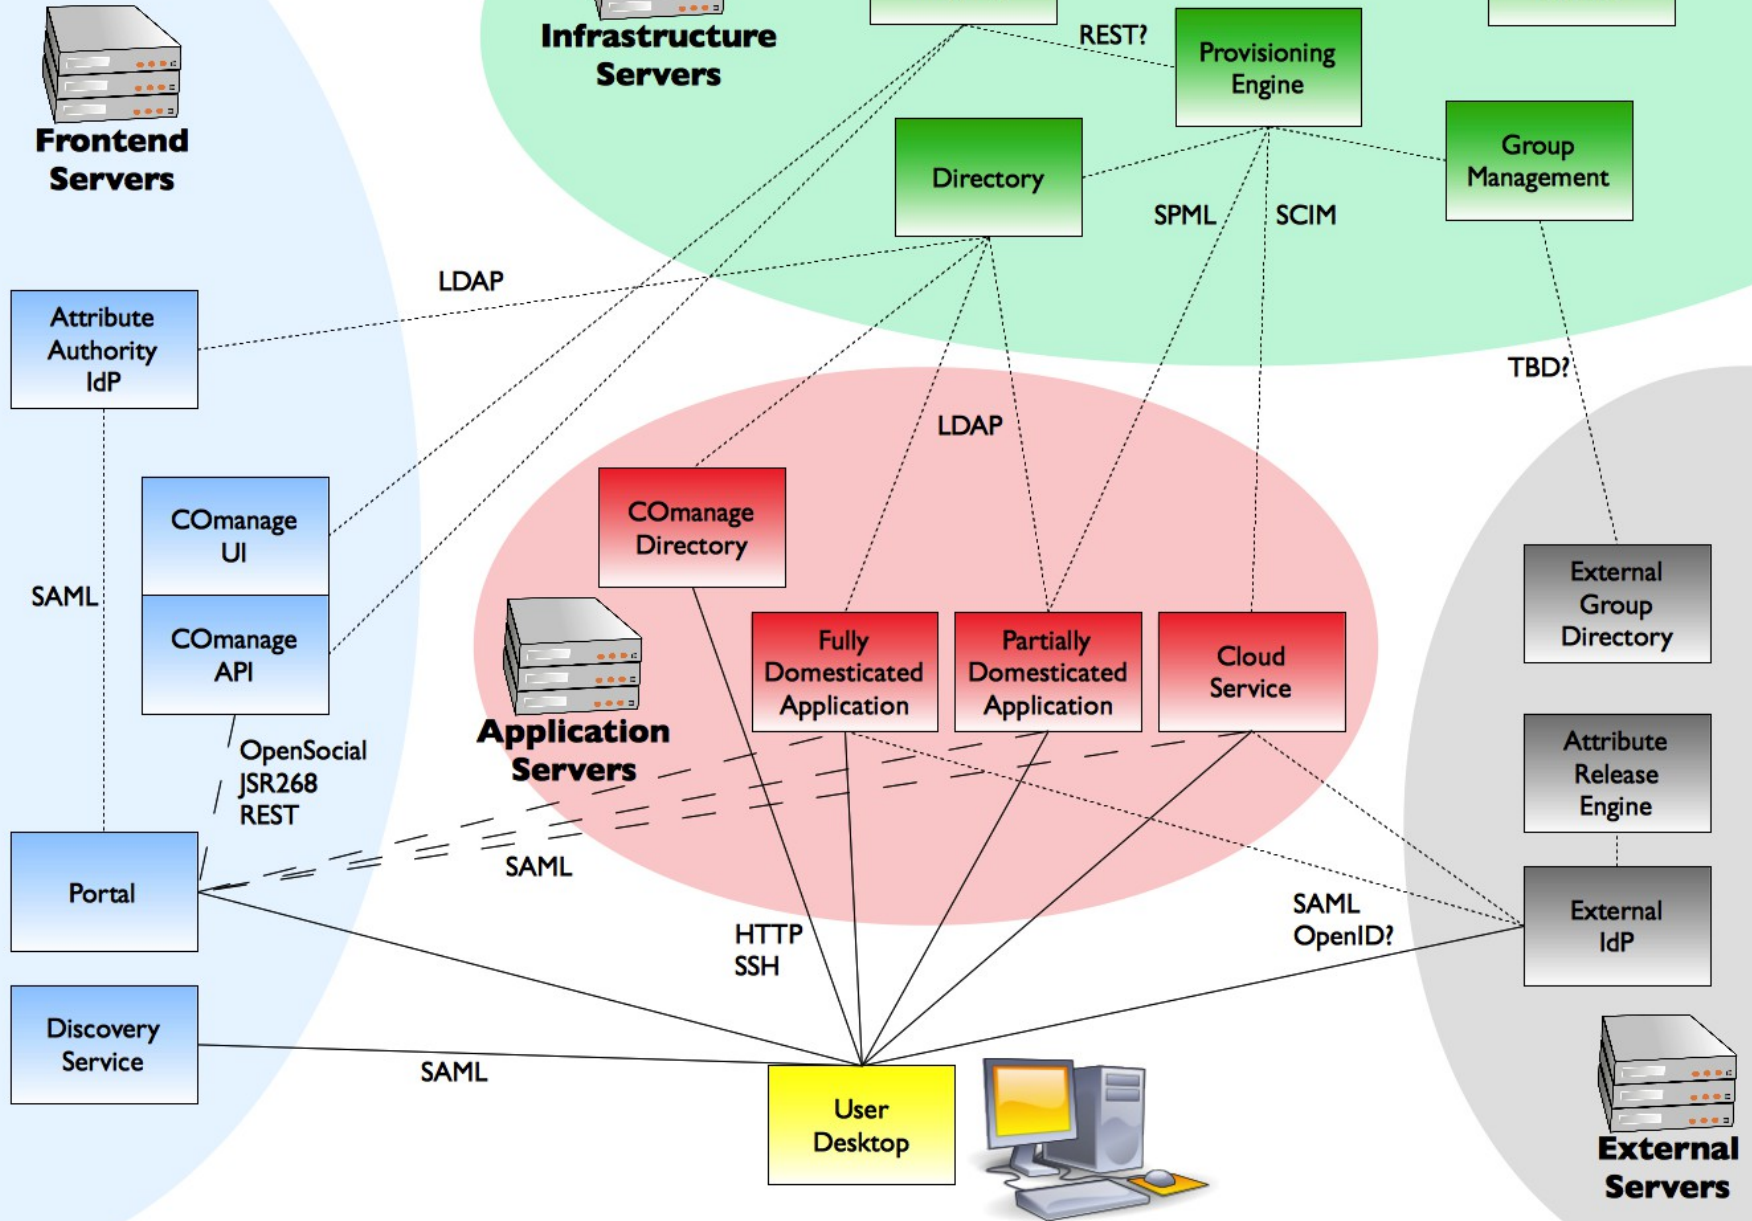 Infrastructure
Servers
REST?
Provisioning
Engine
Frontend
Servers
Directory
Group
Management
SPML
SCIM
LDAP
Attribute
Authority
IdP
TBD?
LDAP
COmanage
UI
COmanage
Directory
SAML
COmanage
API
External
Group
Directory
Fully
Domesticated
Application
Partially
Domesticated
Application
Cloud
Service
Application
Servers
OpenSocial
JSR268
REST
Attribute
Release
Engine
Portal
SAML
HTTP
SSH
SAML
OpenID?
External
IdP
Discovery
Service
SAML
User
Desktop
External
Servers